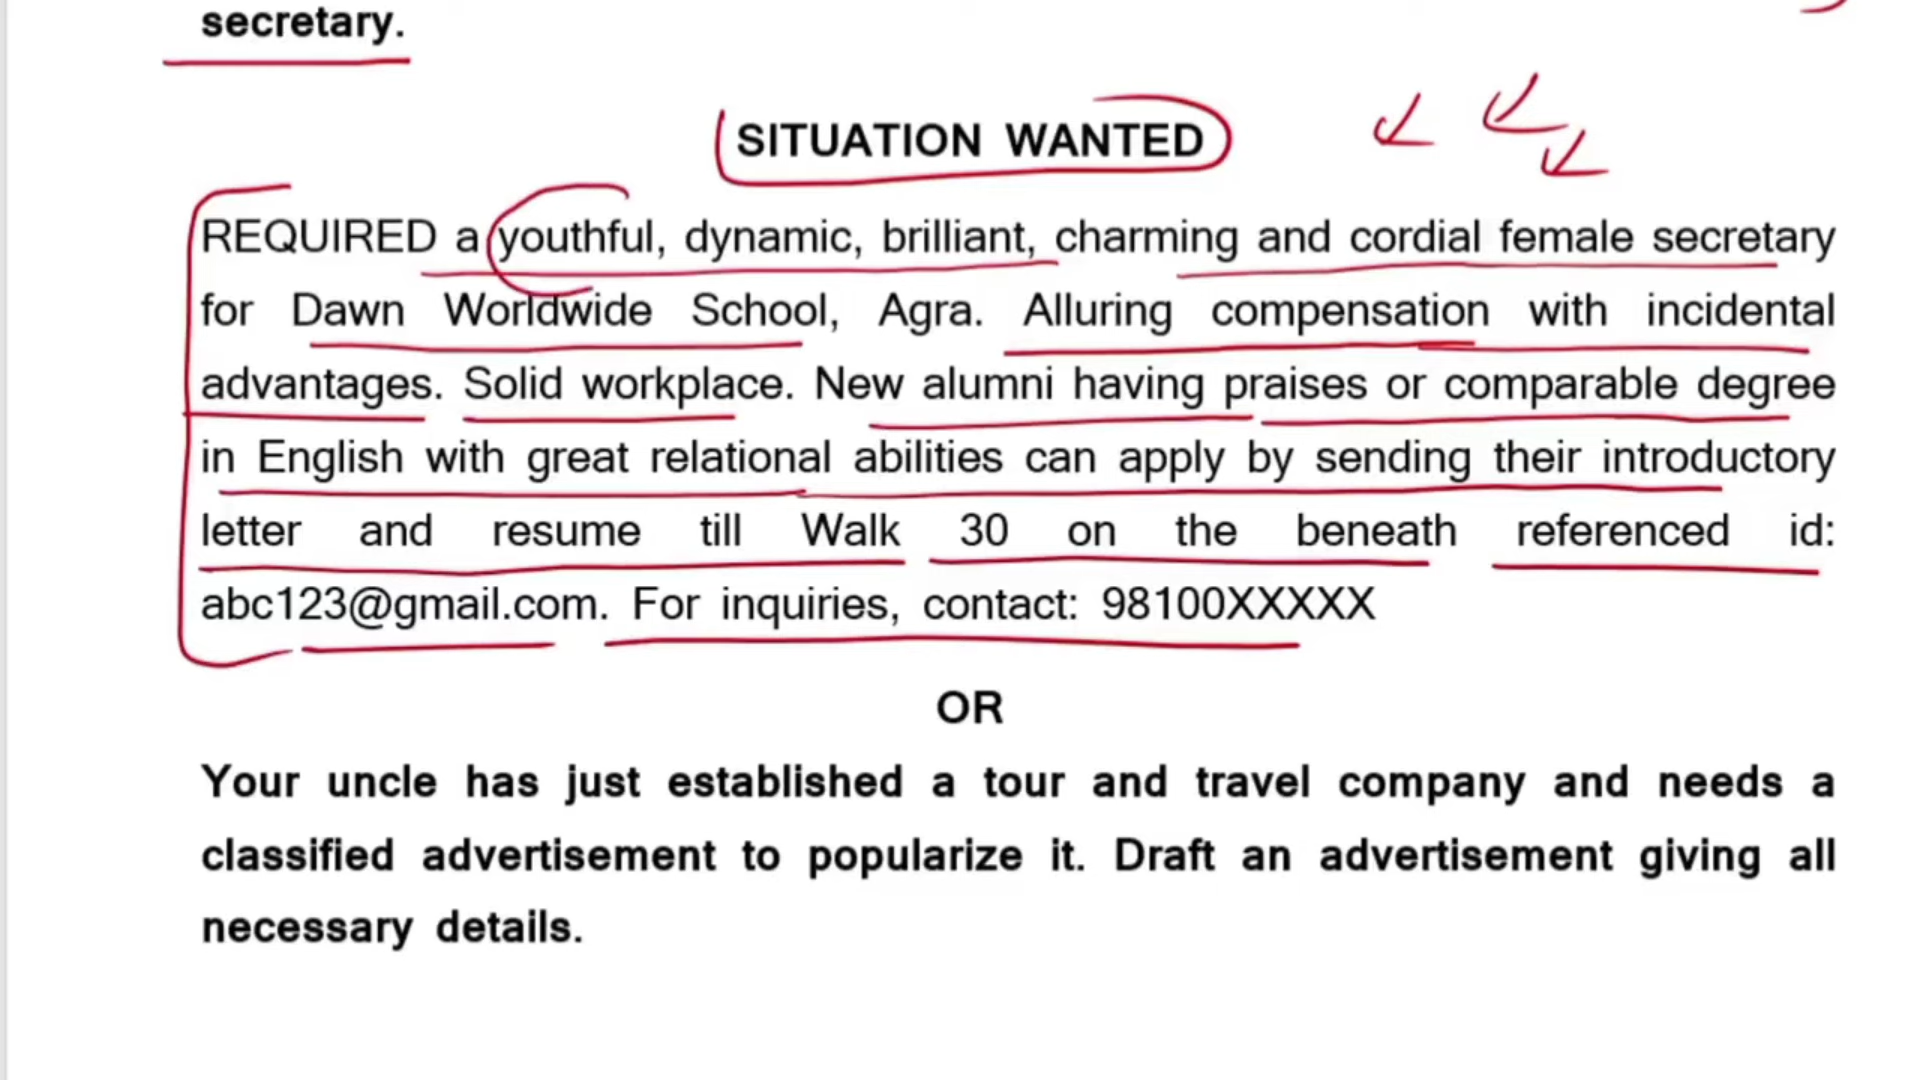 secretary.
SITUATION WANTED
REQUIRED a youthful, dynamic, brilliant, charming and cordial female secretary
for Dawn Worldwide School, Agra. Alluring compensation with incidental
advantages. Solid workplace. New alumni having praises or comparable degree
in English with great relational abilities can apply by sending their introductory
letter and resume till Walk 30 on the beneath referenced id:
abc123@gmail.com. For inquiries, contact: 98100XXXXX
OR
Your uncle has just established a tour and travel company and needs a
classified advertisement to popularize it. Draft an advertisement giving all
necessary details.